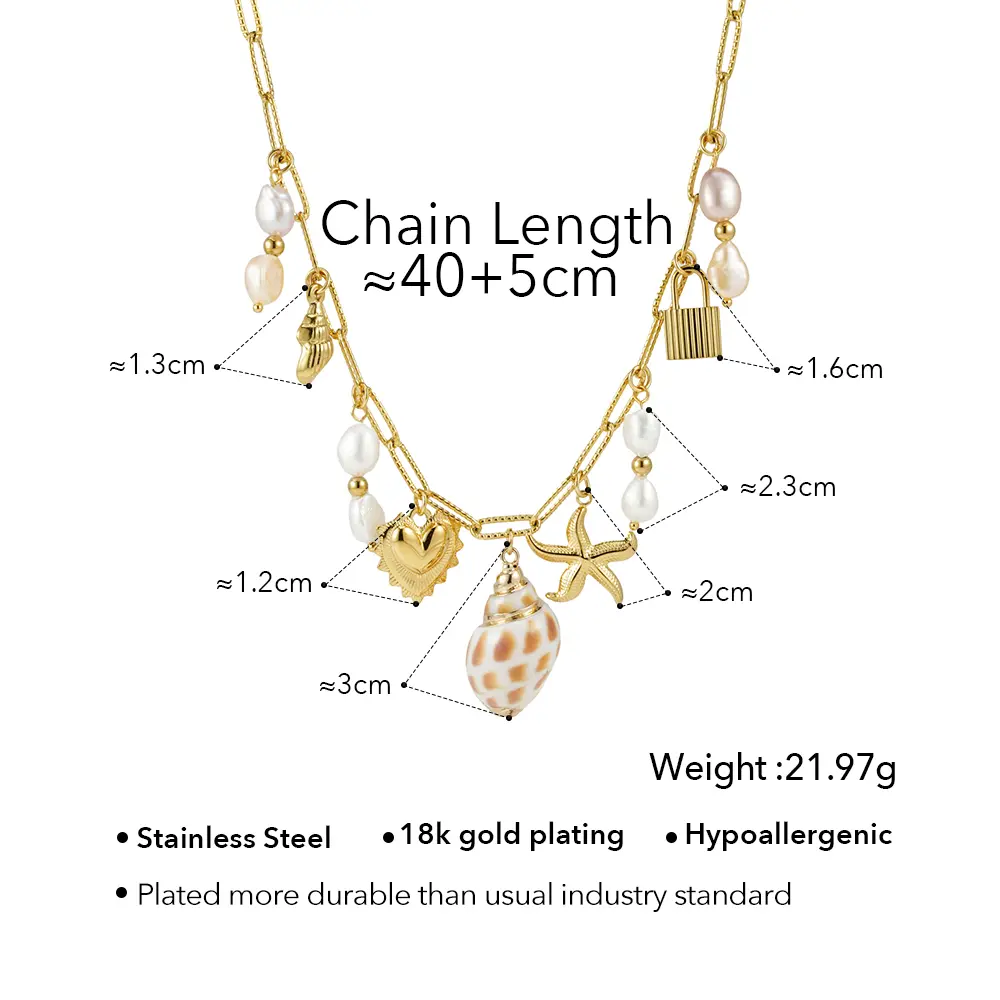 Chain Length
≈40+5cm
≈1.3cm
≈1.6cm
≈2.3cm
≈1.2cm
≈2cm
≈3cm
Weight :21.97g
• Stainless Steel • 18k gold plating • Hypoallergenic
• Plated more durable than usual industry standard